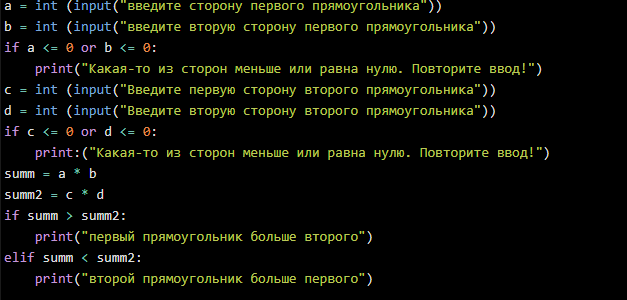 a = int (input("введите сторону первого прямоугольника"))
b = int (input("введите вторую сторону первого прямоугольника"))
if a <= 0 or b <= 0:
    print("Какая-то из сторон меньше или равна нулю. Повторите ввод!")
c = int (input("Введите первую сторону второго прямоугольника"))
d = int (input("Введите вторую сторону второго прямоугольника"))
if c <= 0 or d <= 0:
    print:("Какая-то из сторон меньше или равна нулю. Повторите ввод!")
summ = a * b
summ2 = c * d
if summ > summ2:
    print("первый прямоугольник больше второго")
elif summ < summ2:
    print("второй прямоугольник больше первого")